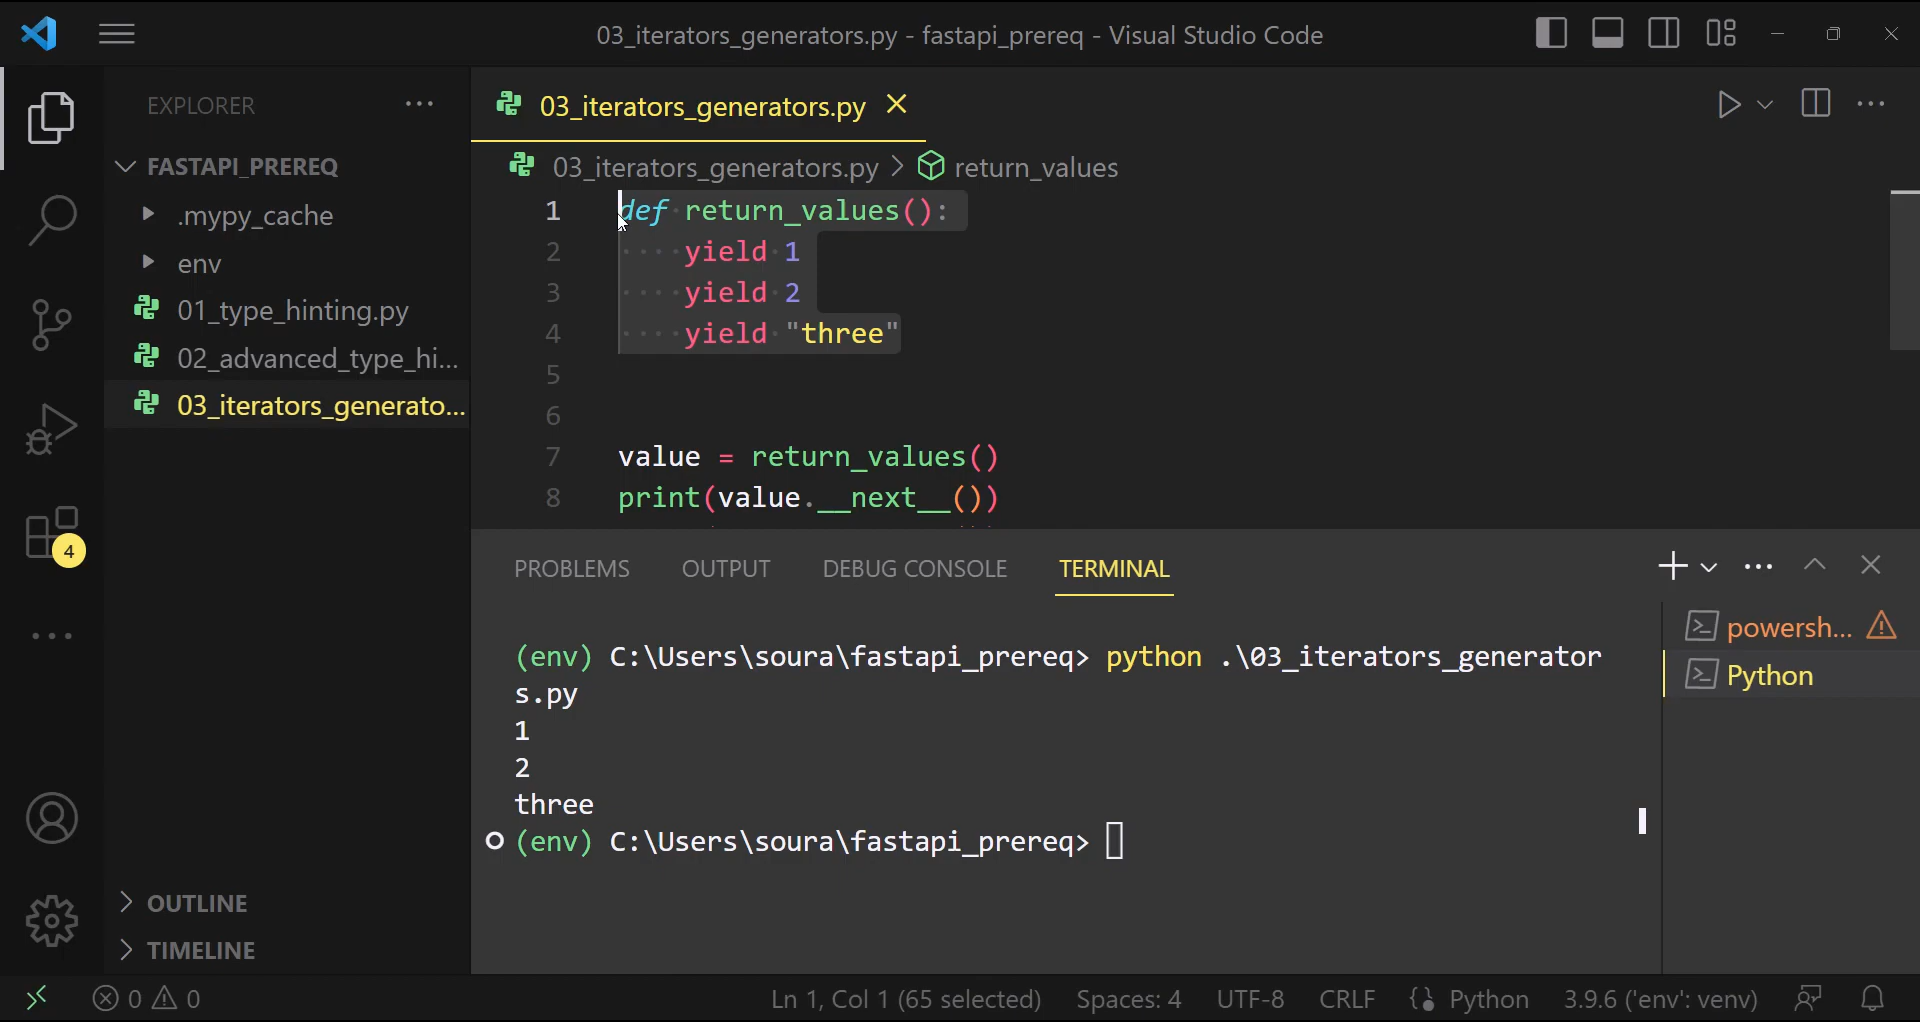 03_iterators_generators.py - fastapi_prereq - Visual Studio Code
EXPLORER
FASTAPI_PREREQ
.mypy_cache
env
01_type_hinting.py
02_advanced_type_hi...
03_iterators_generato...
OUTLINE
TIMELINE
4
03_iterators_generators.py
03_iterators_generators.py > return_values
1 def return_values():
2 yield 1
3 yield 2
4 yield "three"
5
6
7 value = return_values()
8 print(value.__next__())
PROBLEMS OUTPUT DEBUG CONSOLE TERMINAL
(env) C:\Users\soura\fastapi_prereq> python .\03_iterators_generator
s.py
1
2
three
(env) C:\Users\soura\fastapi_prereq>
powersh...
Python
0 0 Ln 1, Col 1 (65 selected) Spaces: 4 UTF-8 CRLF Python 3.9.6 ('env': venv)